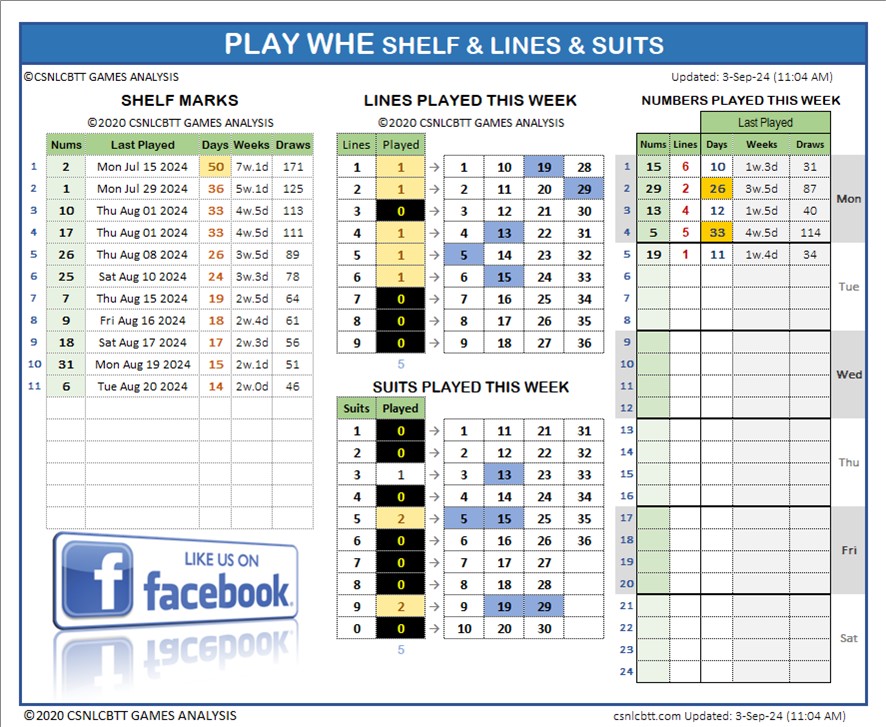 PLAY WHE SHELF & LINES & SUITS
©CSNLCBTT GAMES ANALYSIS
Updated: 3-Sep-24 (11:04 AM)
SHELF MARKS
©2020 CSNLCBTT GAMES ANALYSIS
Nums Last Played Days Weeks Draws
1 2 Mon Jul 15 2024 50 7w.1d 171
2 1 Mon Jul 29 2024 36 5w.1d 125
3 10 Thu Aug 01 2024 33 4w.5d 113
4 17 Thu Aug 01 2024 33 4w.5d 111
5 26 Thu Aug 08 2024 26 3w.5d 89
6 25 Sat Aug 10 2024 24 3w.3d 78
7 7 Thu Aug 15 2024 19 2w.5d 64
8 9 Fri Aug 16 2024 18 2w.4d 61
9 18 Sat Aug 17 2024 17 2w.3d 56
10 31 Mon Aug 19 2024 15 2w.1d 51
11 6 Tue Aug 20 2024 14 2w.0d 46
LIKE US ON
f facebook
LINES PLAYED THIS WEEK
©2020 CSNLCBTT GAMES ANALYSIS
Lines Played
1 1 → 1 10 19 28
2 1 → 2 11 20 29
3 0 → 3 12 21 30
4 1 → 4 13 22 31
5 1 → 5 14 23 32
6 1 → 6 15 24 33
7 0 → 7 16 25 34
8 0 → 8 17 26 35
9 0 → 9 18 27 36
5
SUITS PLAYED THIS WEEK
Suits Played
1 0 → 1 11 21 31
2 0 → 2 12 22 32
3 1 → 3 13 23 33
4 0 → 4 14 24 34
5 2 → 5 15 25 35
6 0 → 6 16 26 36
7 0 → 7 17 27
8 0 → 8 18 28
9 2 → 9 19 29
0 0 → 10 20 30
5
NUMBERS PLAYED THIS WEEK
Last Played
Nums Lines Days Weeks Draws
1 15 6 10 1w.3d 31
2 29 2 26 3w.5d 87
Mon
3 13 4 12 1w.5d 40
4 5 5 33 4w.5d 114
5 19 1 11 1w.4d 34
6
Tue
7
8
9
10
Wed
11
12
13
14
Thu
15
16
17
18
Fri
19
20
21
22
Sat
23
24
©2020 CSNLCBTT GAMES ANALYSIS
csnlcbtt.com Updated: 3-Sep-24 (11:04 AM)